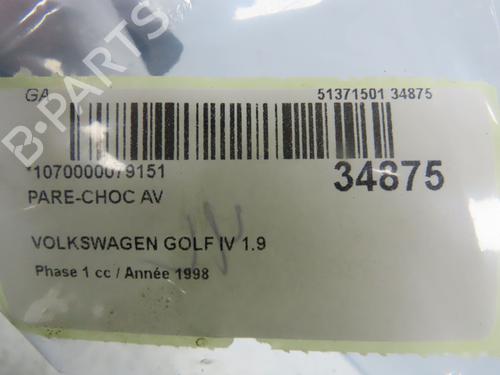 GA
51371501 34875
*1070000079151
34875
PARE-CHOC AV
VOLKSWAGEN GOLF IV 1.9
Phase 1 cc / Année 1998
B-PARTS